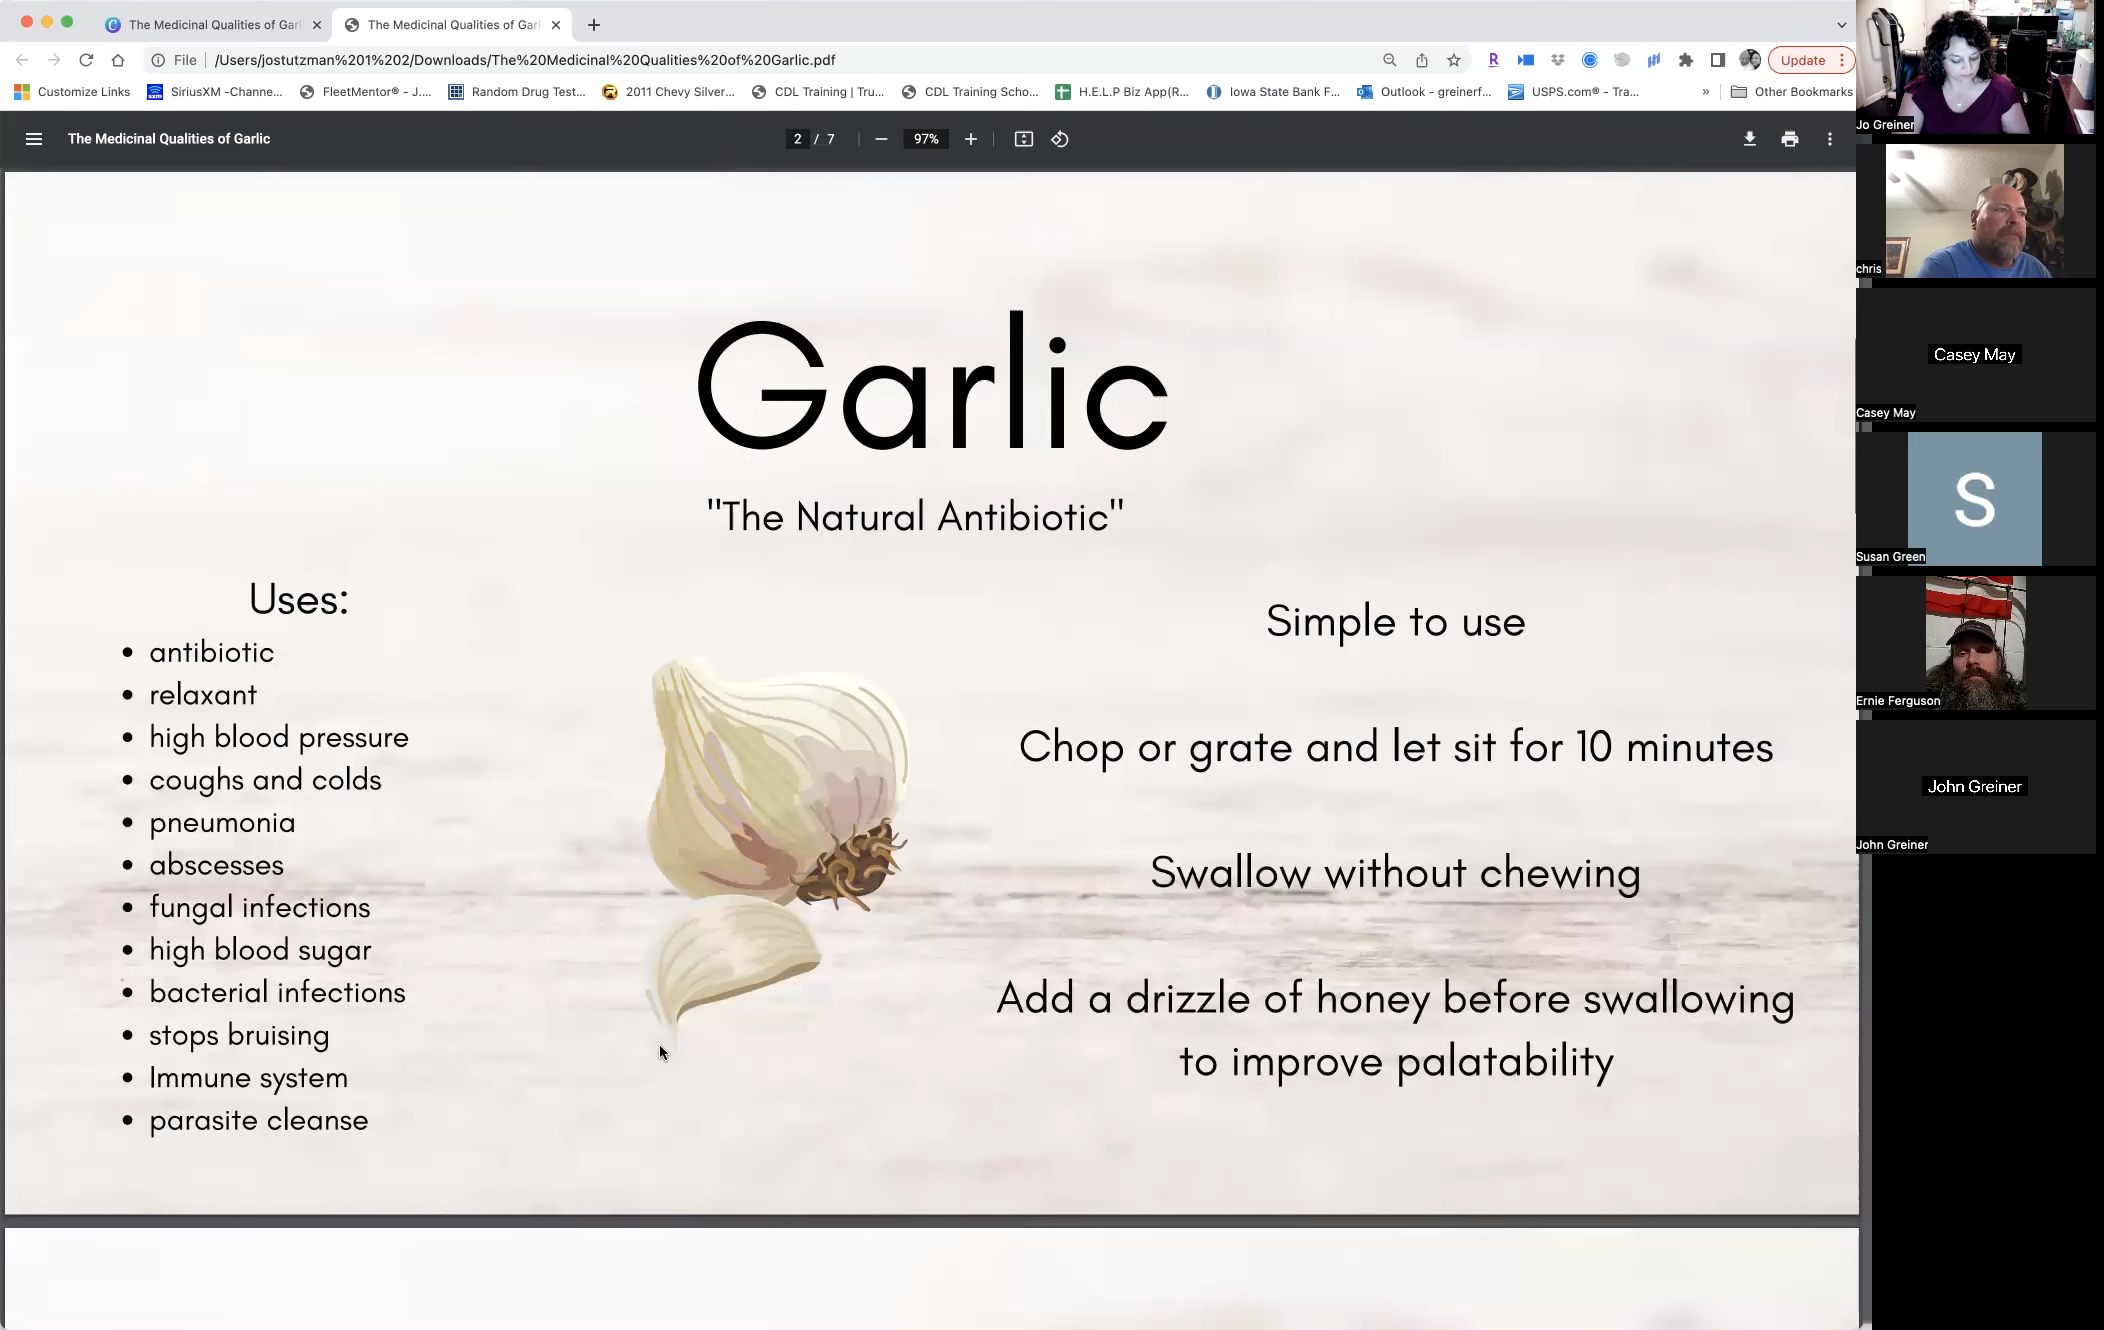 The Medicinal Qualities of Garl
The Medicinal Qualities of Garl
File
/Users/jostutzman%201%202/Downloads/The%20Medicinal%20Qualities%20of%20Garlic.pdf
Update
Customize Links
SiriusXM -Channe...
FleetMentor® - J....
Random Drug Test...
2011 Chevy Silver...
CDL Training | Tru...
CDL Training Scho...
H.E.L.P Biz App(R...
Iowa State Bank F...
Outlook - greinerf...
USPS.com® - Tra...
»
Other Bookmarks
The Medicinal Qualities of Garlic
2 / 7
97%
Garlic
"The Natural Antibiotic"
Uses:
• antibiotic
• relaxant
• high blood pressure
• coughs and colds
• pneumonia
• abscesses
• fungal infections
• high blood sugar
• bacterial infections
• stops bruising
• Immune system
• parasite cleanse
Simple to use
Chop or grate and let sit for 10 minutes
Swallow without chewing
Add a drizzle of honey before swallowing
to improve palatability
Jo Greiner
chris
Casey May
Casey May
S
Susan Green
Ernie Ferguson
John Greiner
John Greiner